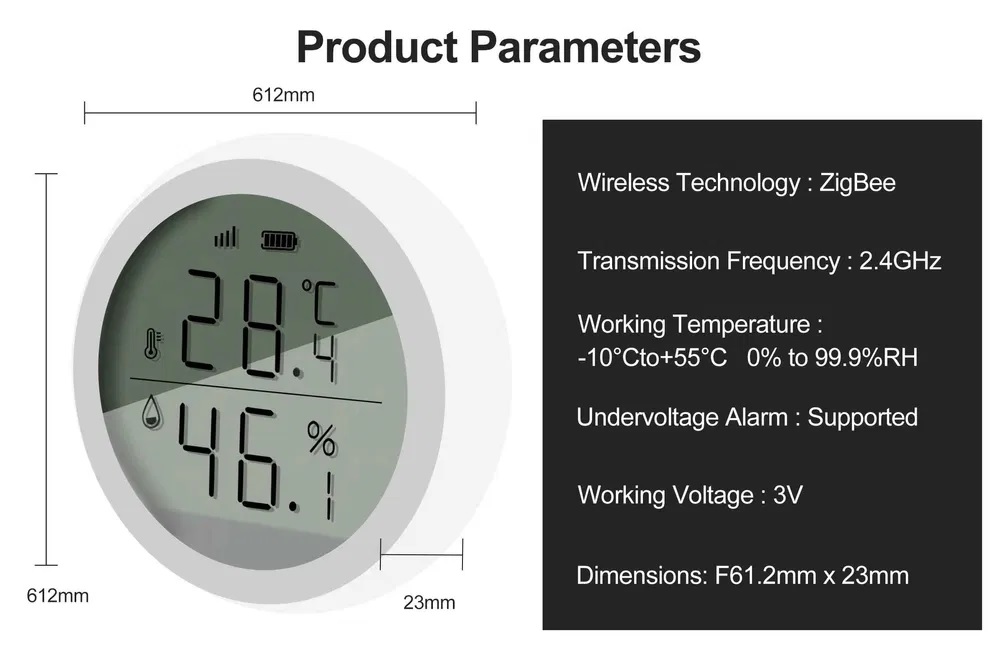 Product Parameters
612mm
28.4 °C
46.1 %
612mm
23mm
Wireless Technology : ZigBee
Transmission Frequency : 2.4GHz
Working Temperature :
-10°Cto+55°C 0% to 99.9%RH
Undervoltage Alarm : Supported
Working Voltage : 3V
Dimensions: F61.2mm x 23mm